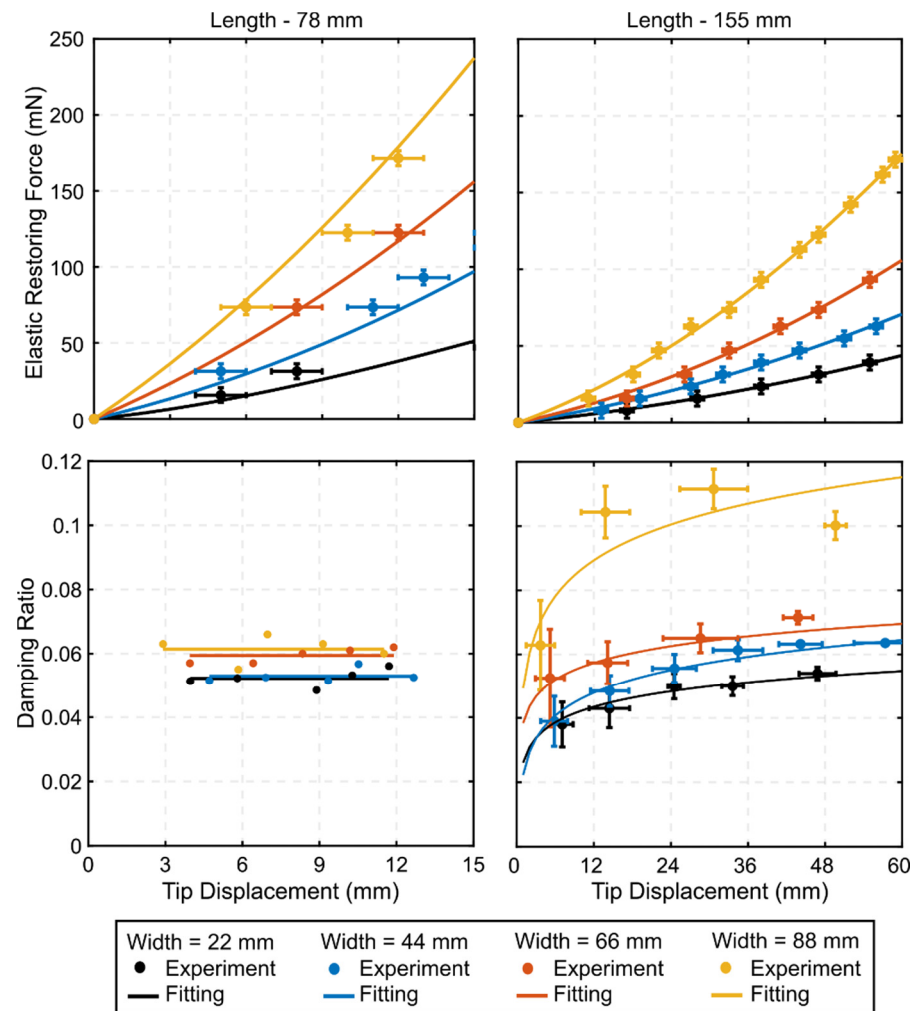 Length - 78 mm
Length - 155 mm
Elastic Restoring Force (mN)
250
200
150
100
50
0
Damping Ratio
0.12
0.1
0.08
0.06
0.04
0.02
0
0 3 6 9 12 15
0 12 24 36 48 60
Tip Displacement (mm)
Tip Displacement (mm)
Width = 22 mm Width = 44 mm Width = 66 mm Width = 88 mm
Experiment Experiment Experiment Experiment
Fitting Fitting Fitting Fitting